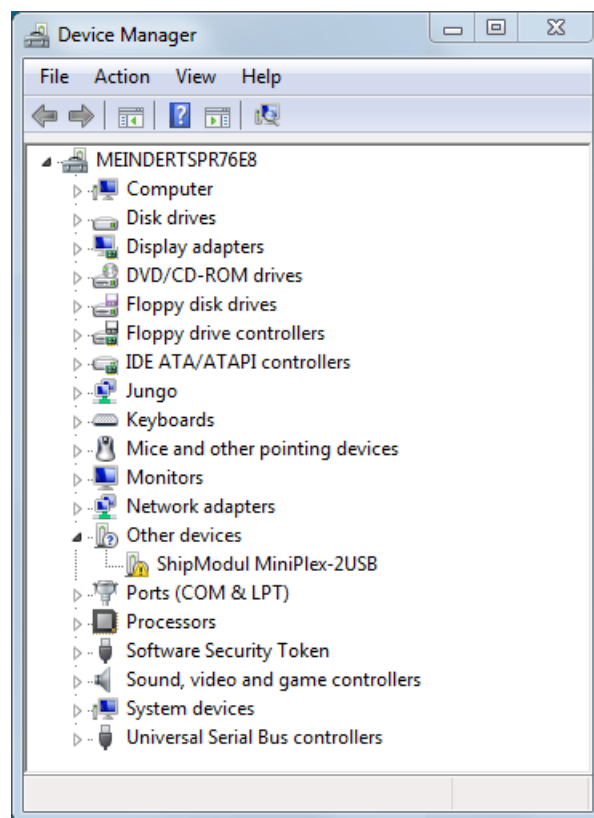 Device Manager
File Action View Help
MEINDERTSPR76E8
Computer
Disk drives
Display adapters
DVD/CD-ROM drives
Floppy disk drives
Floppy drive controllers
IDE ATA/ATAPI controllers
Jungo
Keyboards
Mice and other pointing devices
Monitors
Network adapters
Other devices
ShipModul MiniPlex-2USB
Ports (COM & LPT)
Processors
Software Security Token
Sound, video and game controllers
System devices
Universal Serial Bus controllers